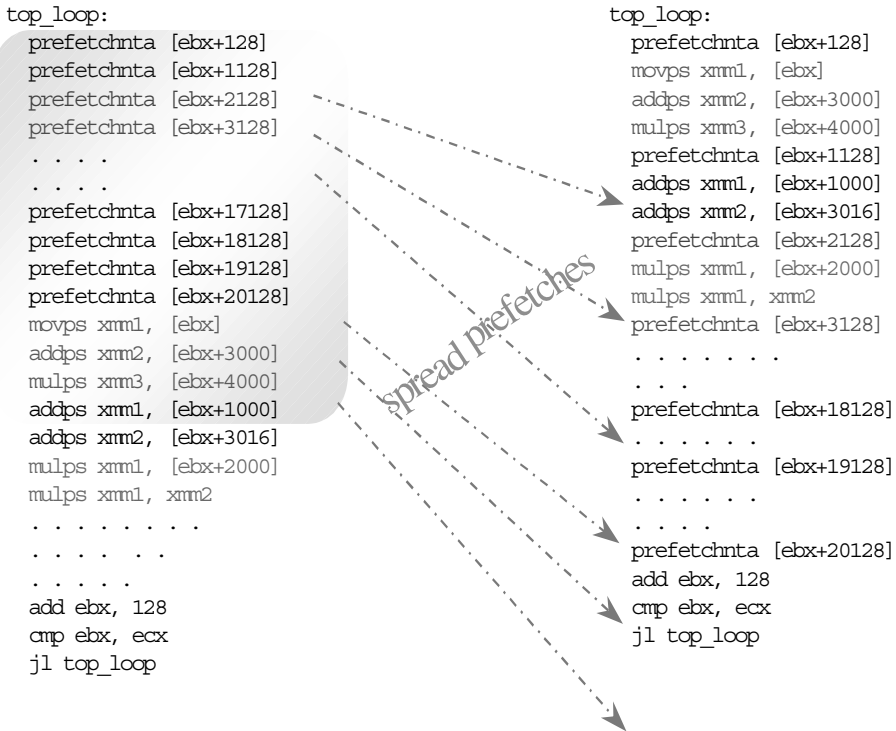 top_loop:
prefetchnta [ebx+128]
prefetchnta [ebx+1128]
prefetchnta [ebx+2128]
prefetchnta [ebx+3128]
. . . .
. . . .
prefetchnta [ebx+17128]
prefetchnta [ebx+18128]
prefetchnta [ebx+19128]
prefetchnta [ebx+20128]
movps xmm1, [ebx]
addps xmm2, [ebx+3000]
mulps xmm3, [ebx+4000]
addps xmm1, [ebx+1000]
addps xmm2, [ebx+3016]
mulps xmm1, [ebx+2000]
mulps xmm1, xmm2
. . . . . . . .
. . . . . .
. . . . .
add ebx, 128
cmp ebx, ecx
jl top_loop
spread prefetches
top_loop:
prefetchnta [ebx+128]
movps xmm1, [ebx]
addps xmm2, [ebx+3000]
mulps xmm3, [ebx+4000]
prefetchnta [ebx+1128]
addps xmm1, [ebx+1000]
addps xmm2, [ebx+3016]
prefetchnta [ebx+2128]
mulps xmm1, [ebx+2000]
mulps xmm1, xmm2
prefetchnta [ebx+3128]
. . . . . . .
. . .
prefetchnta [ebx+18128]
. . . . . .
prefetchnta [ebx+19128]
. . . . . .
. . . .
prefetchnta [ebx+20128]
add ebx, 128
cmp ebx, ecx
jl top_loop